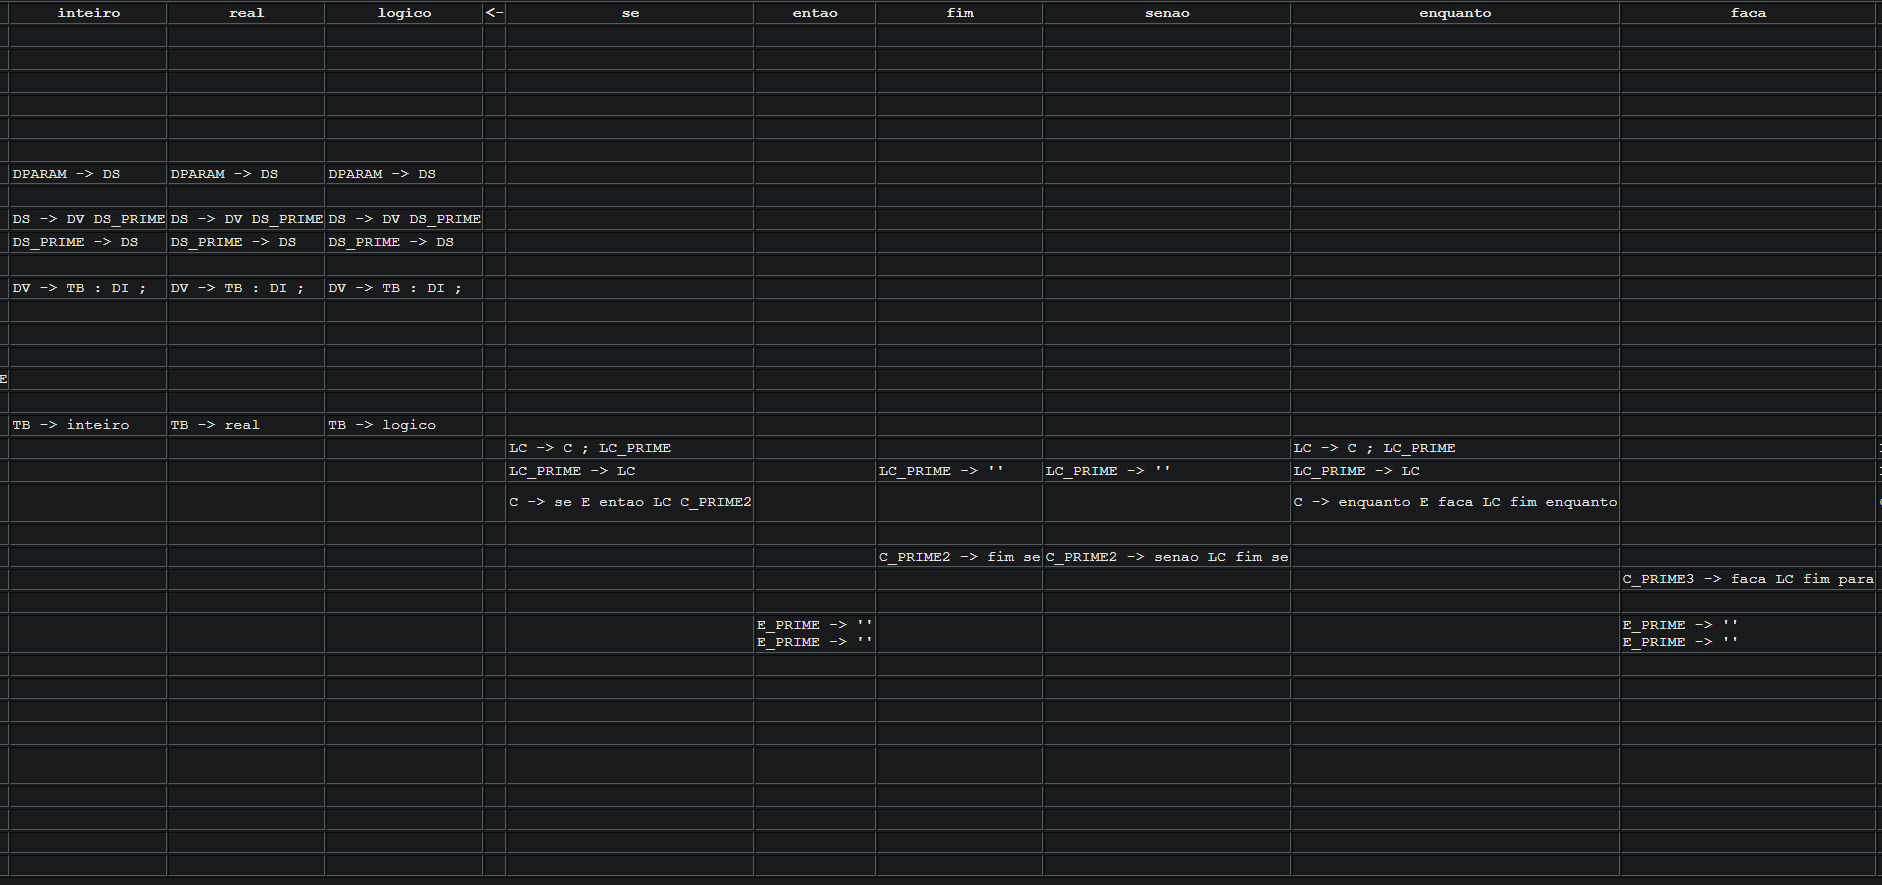 inteiro real logico <- se entao fim senao enquanto faca
DPARAM -> DS DPARAM -> DS DPARAM -> DS
DS -> DV DS_PRIME DS -> DV DS_PRIME DS -> DV DS_PRIME
DS_PRIME -> DS DS_PRIME -> DS DS_PRIME -> DS
DV -> TB : DI ; DV -> TB : DI ; DV -> TB : DI ;
E
TB -> inteiro TB -> real TB -> logico
LC -> C ; LC_PRIME LC -> C ; LC_PRIME
LC_PRIME -> LC LC_PRIME -> '' LC_PRIME -> '' LC_PRIME -> LC
C -> se E entao LC C_PRIME2 C -> enquanto E faca LC fim enquanto
C_PRIME2 -> fim se C_PRIME2 -> senao LC fim se
C_PRIME3 -> faca LC fim para
E_PRIME -> '' E_PRIME -> ''
E_PRIME -> '' E_PRIME -> ''